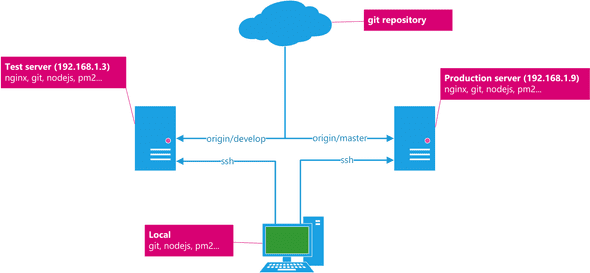 git repository
Test server (192.168.1.3)
nginx, git, nodejs, pm2...
Production server (192.168.1.9)
nginx, git, nodejs, pm2...
origin/develop
origin/master
ssh
ssh
Local
git, nodejs, pm2...